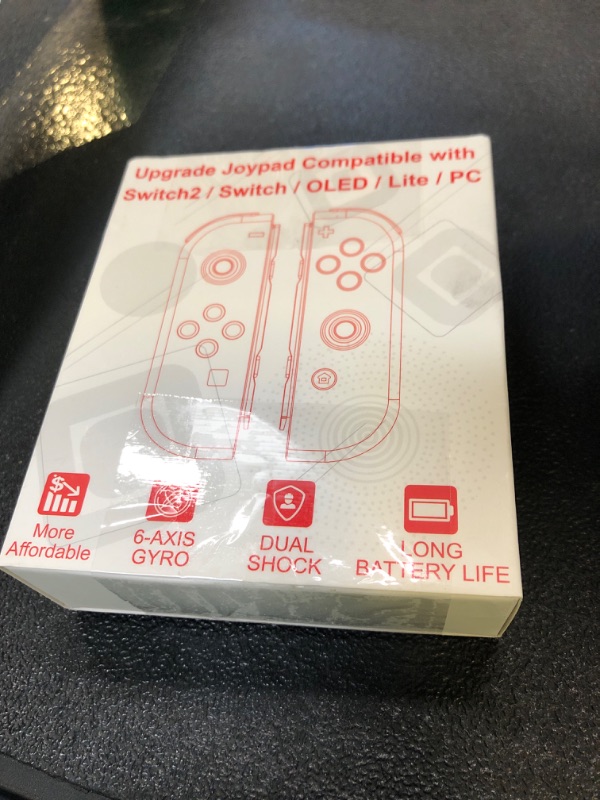 Upgrade Joypad Compatible with
Switch2 / Switch / OLED / Lite / PC
More
Affordable
6-AXIS
GYRO
DUAL
SHOCK
LONG
BATTERY LIFE